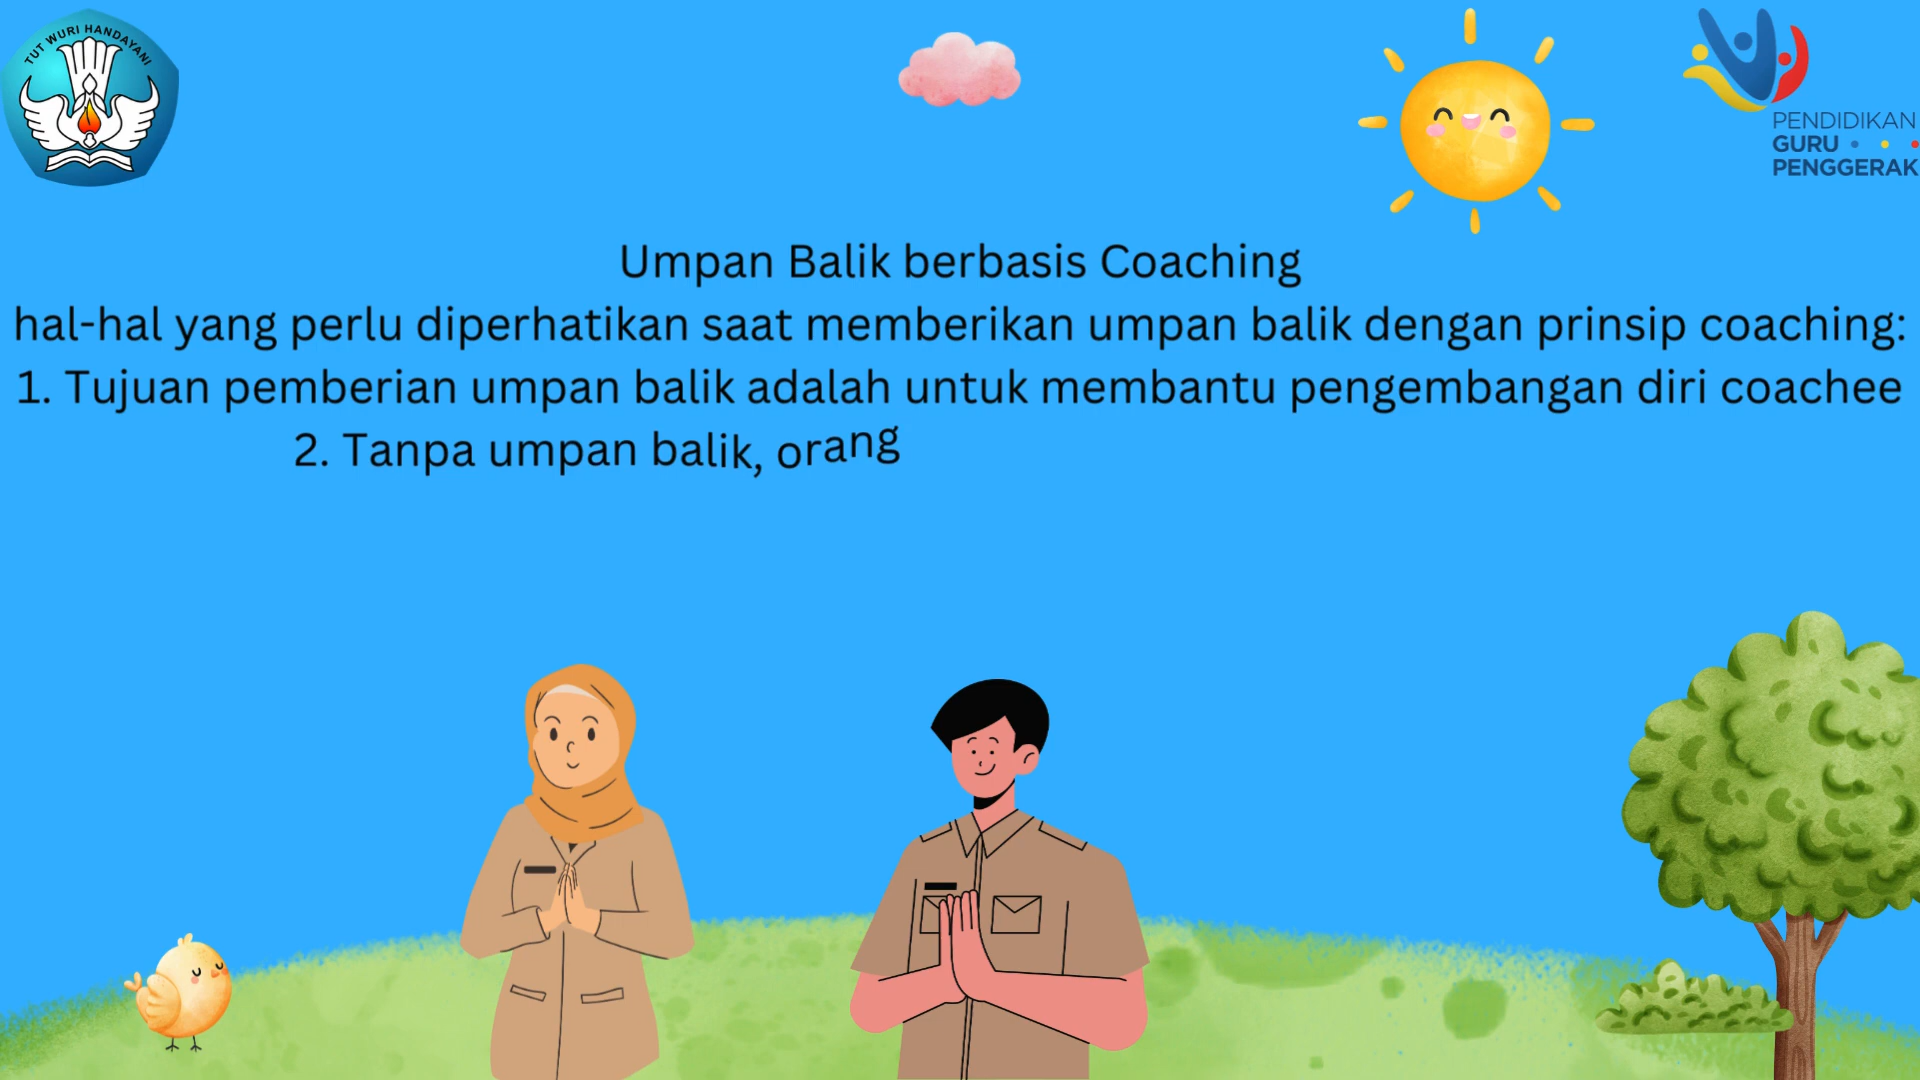 TUT WURI HANDAYANI
PENDIDIKAN
GURU
PENGGERAK
Umpan Balik berbasis Coaching
hal-hal yang perlu diperhatikan saat memberikan umpan balik dengan prinsip coaching:
1. Tujuan pemberian umpan balik adalah untuk membantu pengembangan diri coachee
2. Tanpa umpan balik, orang